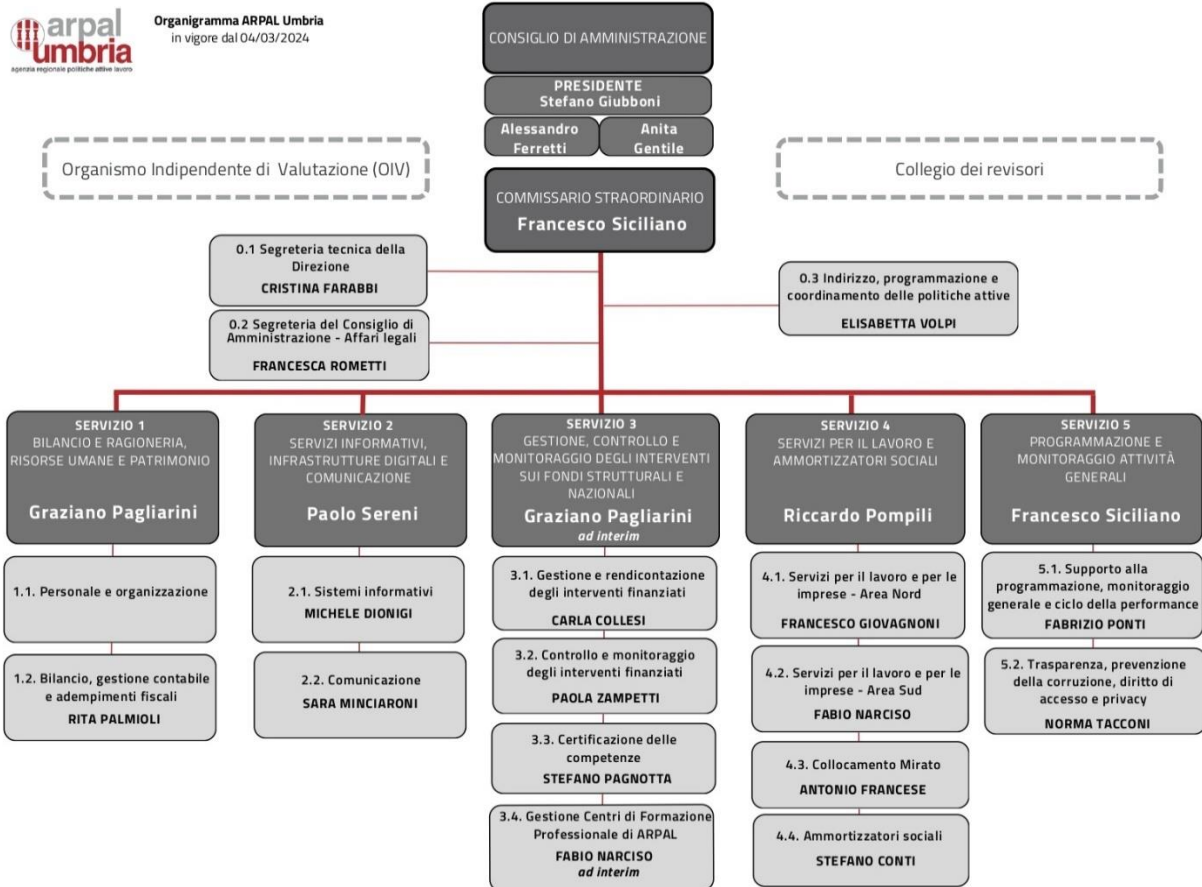 arpal
umbria
agenzia regionale politiche attive lavoro
Organigramma ARPAL Umbria
in vigore dal 04/03/2024
CONSIGLIO DI AMMINISTRAZIONE
PRESIDENTE
Stefano Giubboni
Alessandro
Ferretti
Anita
Gentile
Organismo Indipendente di Valutazione (OIV)
Collegio dei revisori
COMMISSARIO STRAORDINARIO
Francesco Siciliano
0.1 Segreteria tecnica della
Direzione
CRISTINA FARABBI
0.2 Segreteria del Consiglio di
Amministrazione - Affari legali
FRANCESCA ROMETTI
0.3 Indirizzo, programmazione e
coordinamento delle politiche attive
ELISABETTA VOLPI
SERVIZIO 1
BILANCIO E RAGIONERIA,
RISORSE UMANE E PATRIMONIO
Graziano Pagliarini
1.1. Personale e organizzazione
1.2. Bilancio, gestione contabile
e adempimenti fiscali
RITA PALMIOLI
SERVIZIO 2
SERVIZI INFORMATIVI,
INFRASTRUTTURE DIGITALI E
COMUNICAZIONE
Paolo Sereni
2.1. Sistemi informativi
MICHELE DIONIGI
2.2. Comunicazione
SARA MINCIARONI
SERVIZIO 3
GESTIONE, CONTROLLO E
MONITORAGGIO DEGLI INTERVENTI
SUI FONDI STRUTTURALI E
NAZIONALI
Graziano Pagliarini
ad interim
3.1. Gestione e rendicontazione
degli interventi finanziati
CARLA COLLESI
3.2. Controllo e monitoraggio
degli interventi finanziati
PAOLA ZAMPETTI
3.3. Certificazione delle
competenze
STEFANO PAGNOTTA
3.4. Gestione Centri di Formazione
Professionale di ARPAL
FABIO NARCISO
ad interim
SERVIZIO 4
SERVIZI PER IL LAVORO E
AMMORTIZZATORI SOCIALI
Riccardo Pompili
4.1. Servizi per il lavoro e per le
imprese - Area Nord
FRANCESCO GIOVAGNONI
4.2. Servizi per il lavoro e per le
imprese - Area Sud
FABIO NARCISO
4.3. Collocamento Mirato
ANTONIO FRANCESE
4.4. Ammortizzatori sociali
STEFANO CONTI
SERVIZIO 5
PROGRAMMAZIONE E
MONITORAGGIO ATTIVITÀ
GENERALI
Francesco Siciliano
5.1. Supporto alla
programmazione, monitoraggio
generale e ciclo della performance
FABRIZIO PONTI
5.2. Trasparenza, prevenzione
della corruzione, diritto di
accesso e privacy
NORMA TACCONI